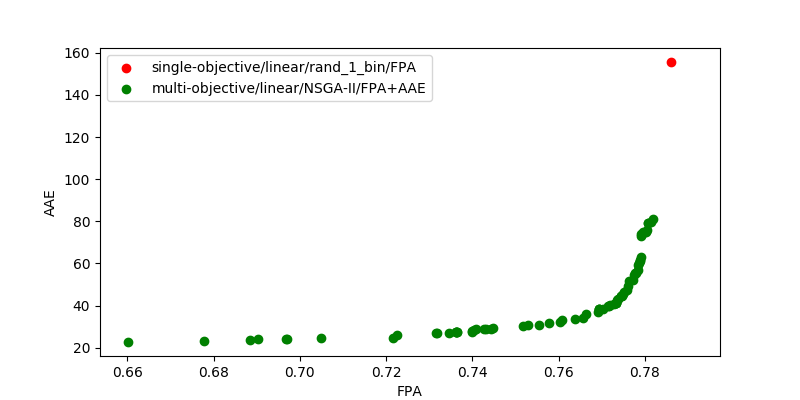 single-objective/linear/rand_1_bin/FPA
multi-objective/linear/NSGA-II/FPA+AAE
160
140
120
100
80
60
40
20
AAE
0.66 0.68 0.70 0.72 0.74 0.76 0.78
FPA